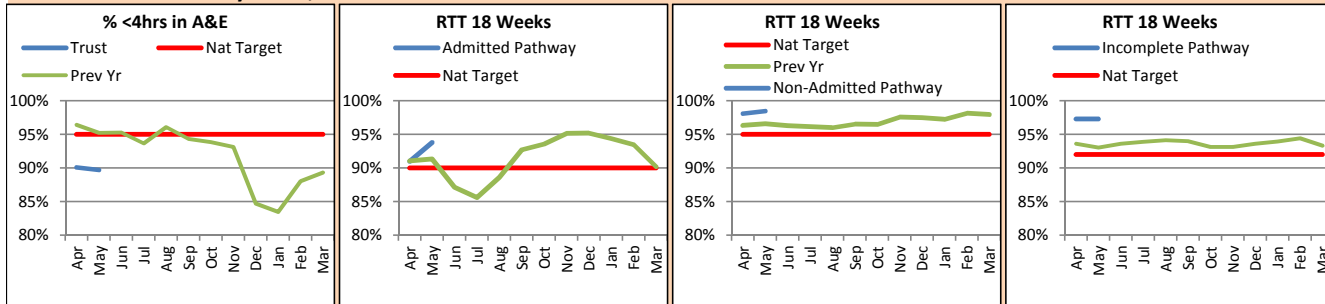 % <4hrs in A&E
Trust
Nat Target
Prev Yr
100%
95%
90%
85%
80%
Apr
May
Jun
Jul
Aug
Sep
Oct
Nov
Dec
Jan
Feb
Mar
RTT 18 Weeks
Admitted Pathway
Nat Target
100%
95%
90%
85%
80%
Apr
May
Jun
Jul
Aug
Sep
Oct
Nov
Dec
Jan
Feb
Mar
RTT 18 Weeks
Nat Target
Prev Yr
Non-Admitted Pathway
100%
95%
90%
85%
80%
Apr
May
Jun
Jul
Aug
Sep
Oct
Nov
Dec
Jan
Feb
Mar
RTT 18 Weeks
Incomplete Pathway
Nat Target
100%
95%
90%
85%
80%
Apr
May
Jun
Jul
Aug
Sep
Oct
Nov
Dec
Jan
Feb
Mar